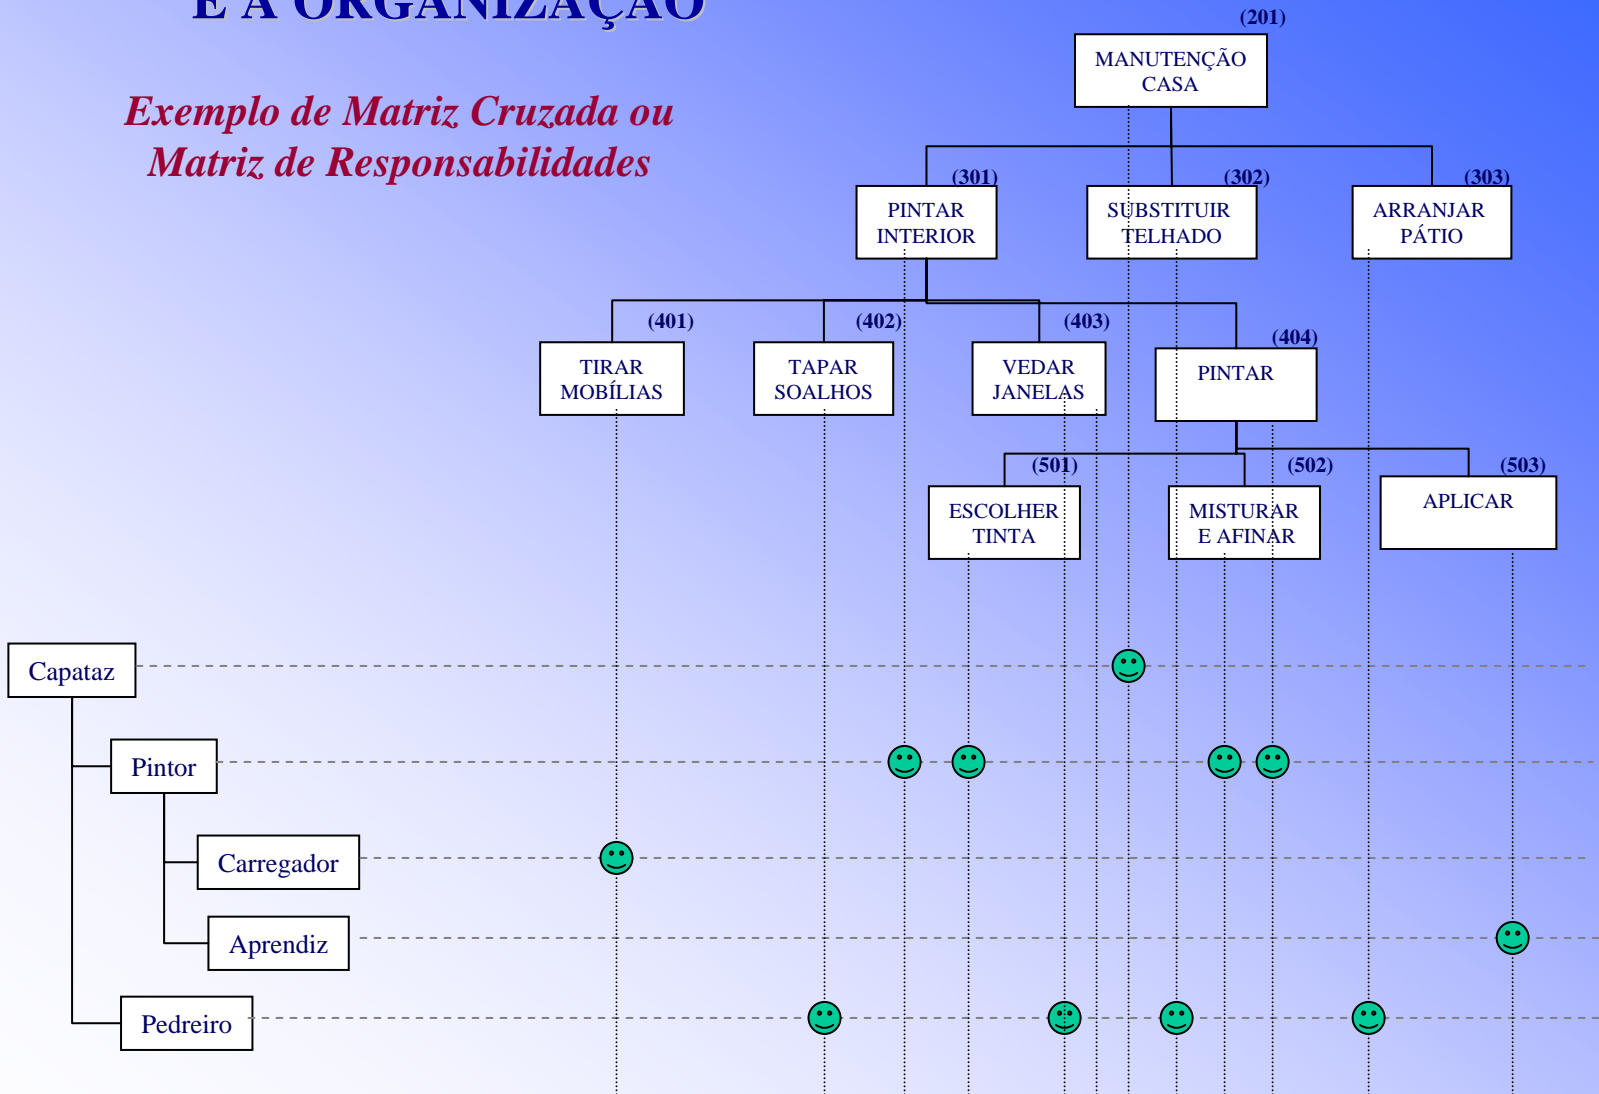 E A ORGANIZAÇÃO
Exemplo de Matriz Cruzada ou
Matriz de Responsabilidades
(201)
MANUTENÇÃO
CASA
(301)
PINTAR
INTERIOR
(302)
SUBSTITUIR
TELHADO
(303)
ARRANJAR
PÁTIO
(401)
TIRAR
MOBÍLIAS
(402)
TAPAR
SOALHOS
(403)
VEDAR
JANELAS
(404)
PINTAR
(501)
ESCOLHER
TINTA
(502)
MISTURAR
E AFINAR
(503)
APLICAR
Capataz
Pintor
Carregador
Aprendiz
Pedreiro